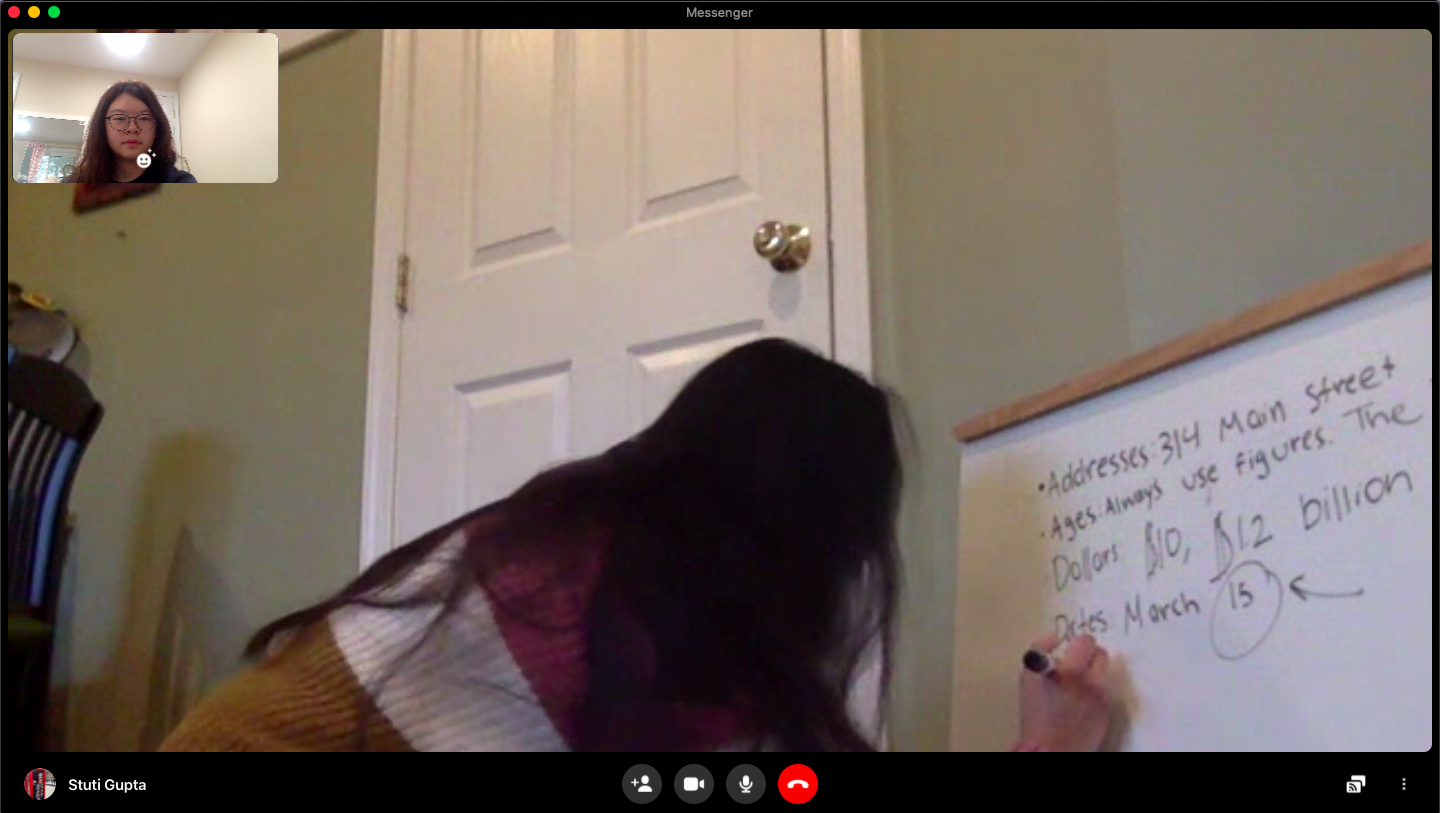 Messenger
• Addresses: 314 Main Street
• Ages: Always use figures. The
Dollars $10, $12 billion
Dates March 15
Stuti Gupta